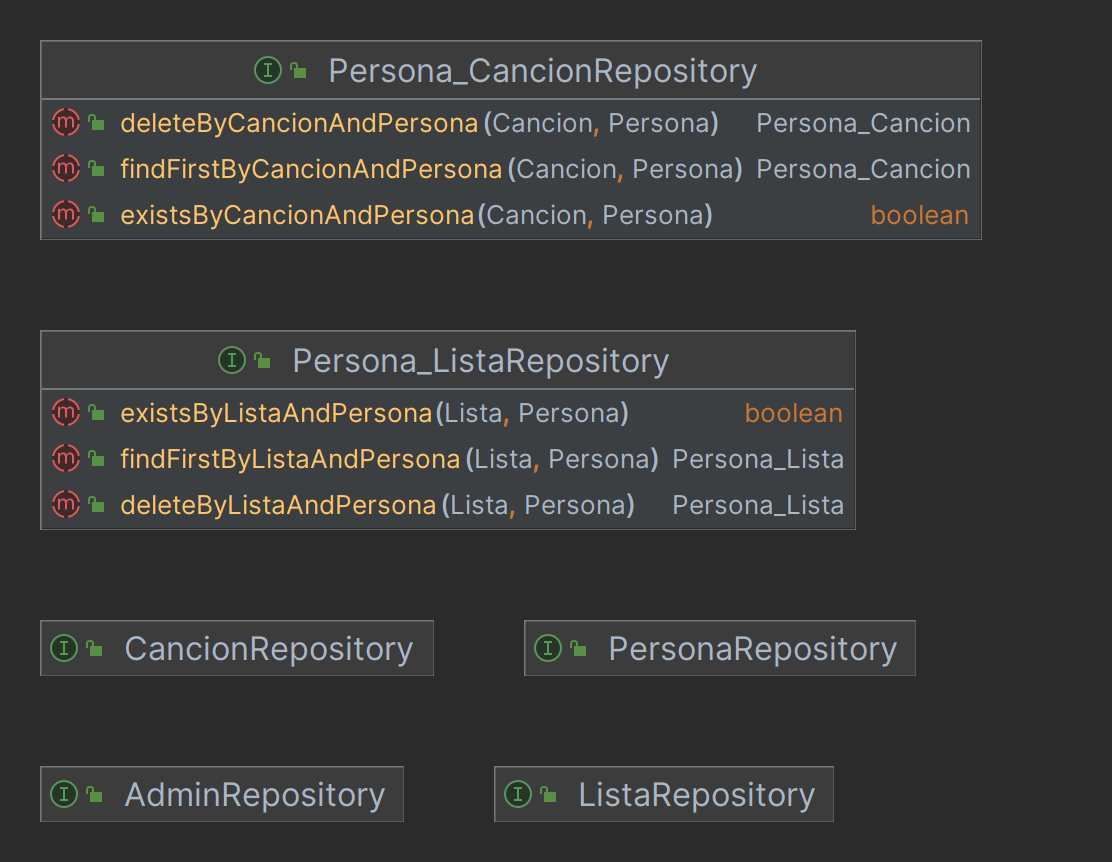 Persona_CancionRepository
deleteByCancionAndPersona(Cancion, Persona) Persona_Cancion
findFirstByCancionAndPersona(Cancion, Persona) Persona_Cancion
existsByCancionAndPersona(Cancion, Persona) boolean
Persona_ListaRepository
existsByListaAndPersona(Lista, Persona) boolean
findFirstByListaAndPersona(Lista, Persona) Persona_Lista
deleteByListaAndPersona(Lista, Persona) Persona_Lista
CancionRepository PersonaRepository
AdminRepository ListaRepository